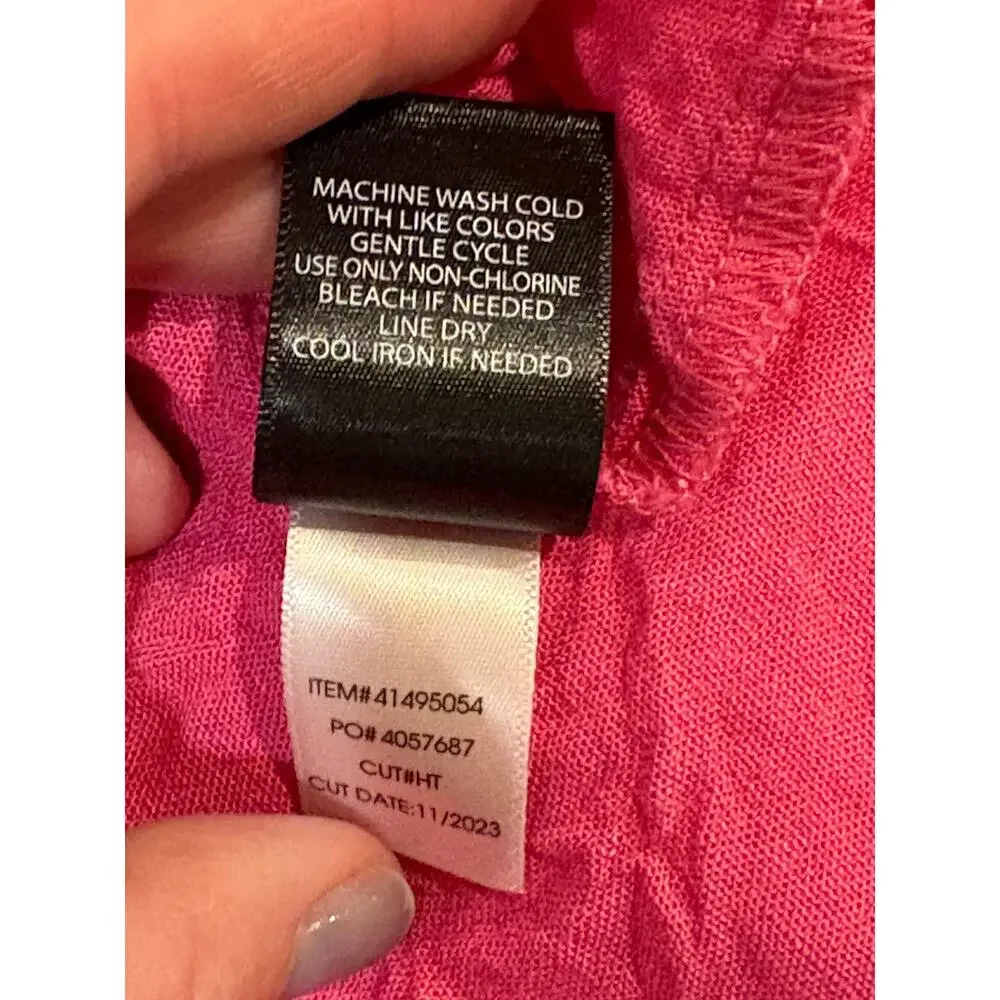 MACHINE WASH COLD
WITH LIKE COLORS
GENTLE CYCLE
USE ONLY NON-CHLORINE
BLEACH IF NEEDED
LINE DRY
COOL IRON IF NEEDED
ITEM#41495054
PO#4057687
CUT#HT
CUT DATE:11/2023